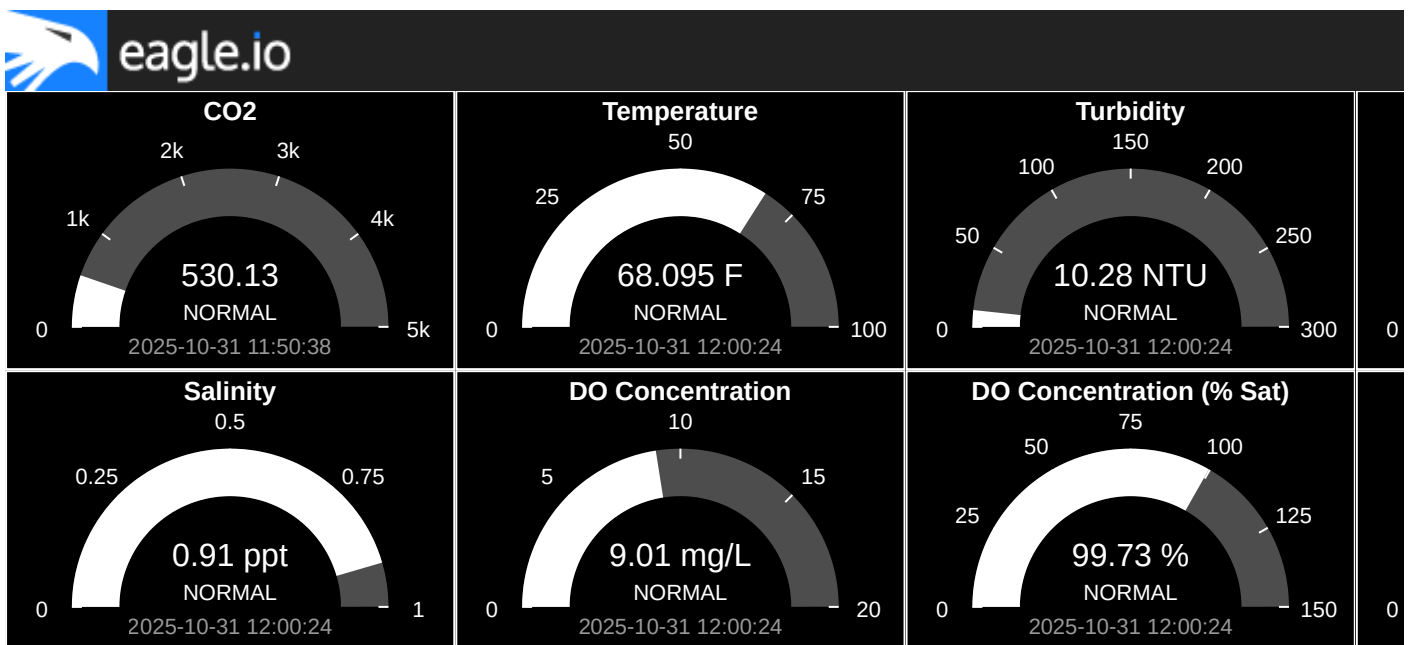 eagle.io
CO2
0
1k
2k
3k
4k
5k
530.13
NORMAL
2025-10-31 11:50:38
Temperature
0
25
50
75
100
68.095 F
NORMAL
2025-10-31 12:00:24
Turbidity
0
50
100
150
200
250
300
10.28 NTU
NORMAL
2025-10-31 12:00:24
0
Salinity
0
0.25
0.5
0.75
1
0.91 ppt
NORMAL
2025-10-31 12:00:24
DO Concentration
0
5
10
15
20
9.01 mg/L
NORMAL
2025-10-31 12:00:24
DO Concentration (% Sat)
0
25
50
75
100
125
150
99.73 %
NORMAL
2025-10-31 12:00:24
0